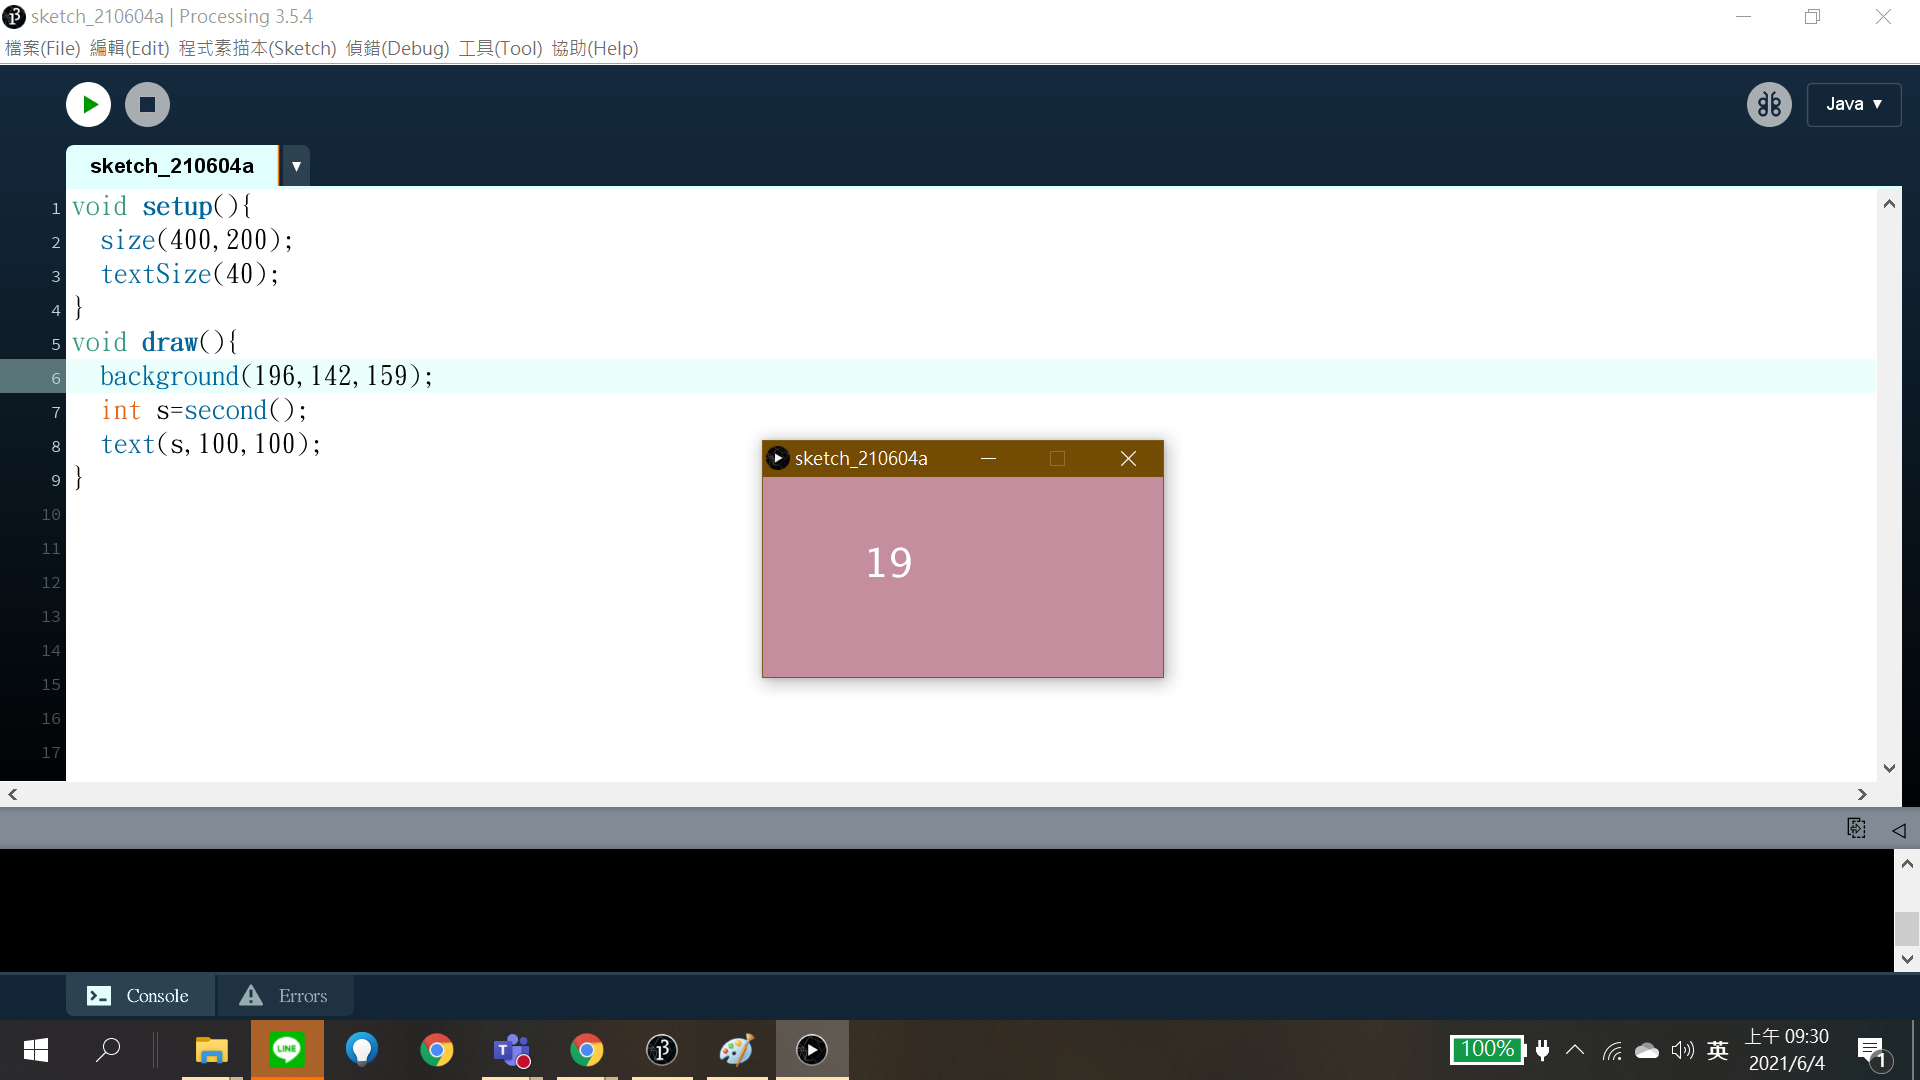 sketch_210604a | Processing 3.5.4
檔案(File) 編輯(Edit) 程式素描本(Sketch) 偵錯(Debug) 工具(Tool) 協助(Help)
Java ▼
sketch_210604a ▼
1 void setup(){
2 size(400,200);
3 textSize(40);
4 }
5 void draw(){
6 background(196,142,159);
7 int s=second();
8 text(s,100,100);
9 }
10
11
12
13
14
15
16
17
sketch_210604a
19
Console Errors
LINE
T
100%
英
上午 09:30
2021/6/4
1